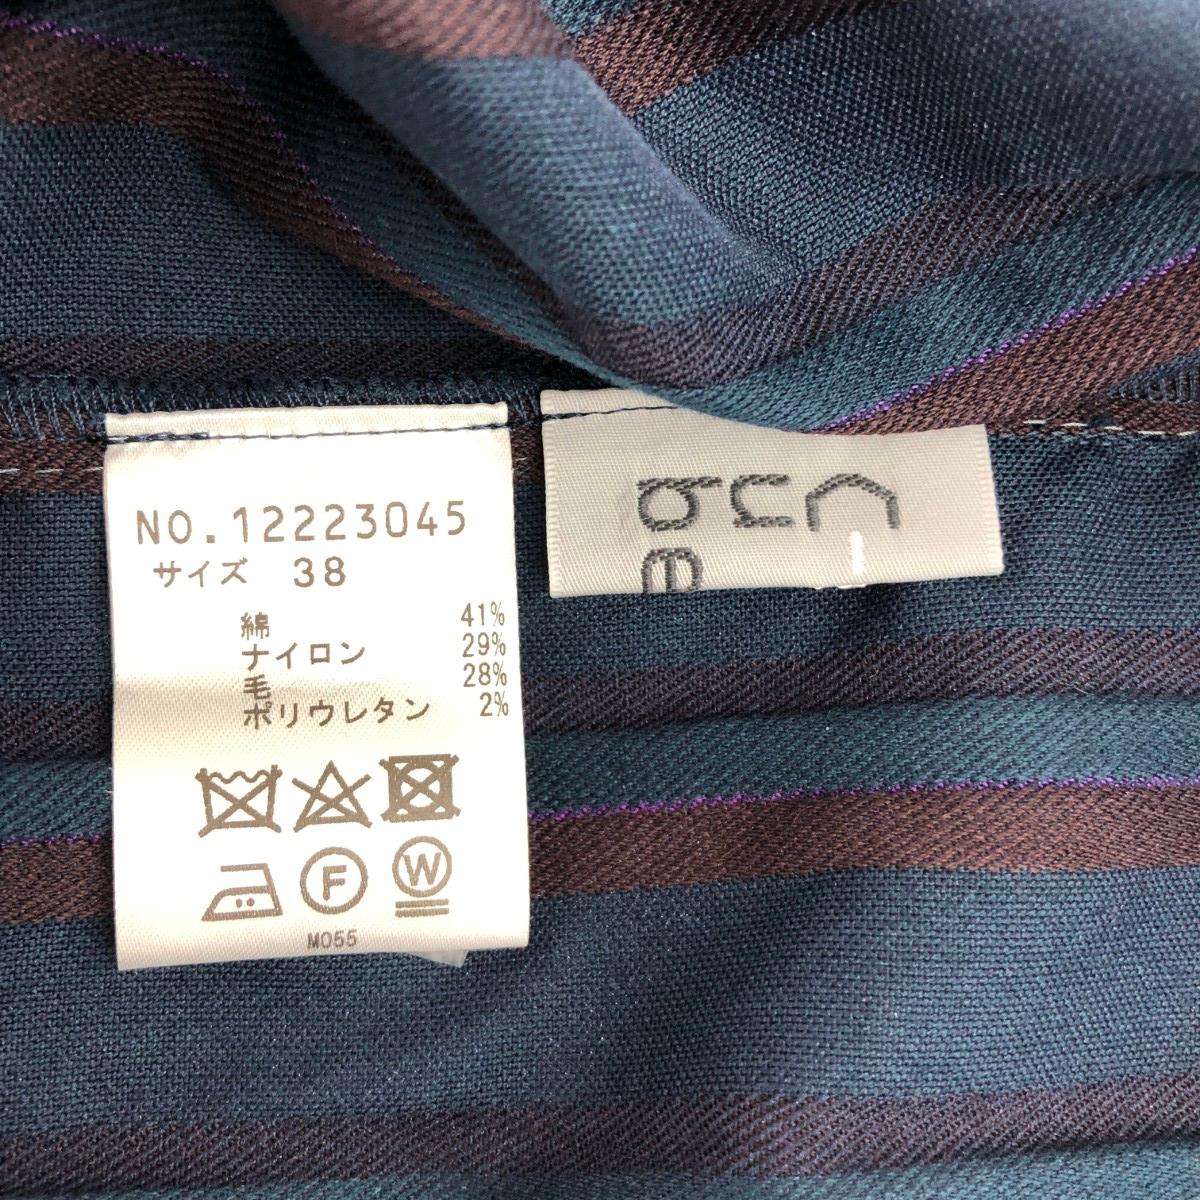 NO.12223045
サイズ 38
綿 41%
ナイロン 29%
毛 28%
ポリウレタン 2%
F
W
M055